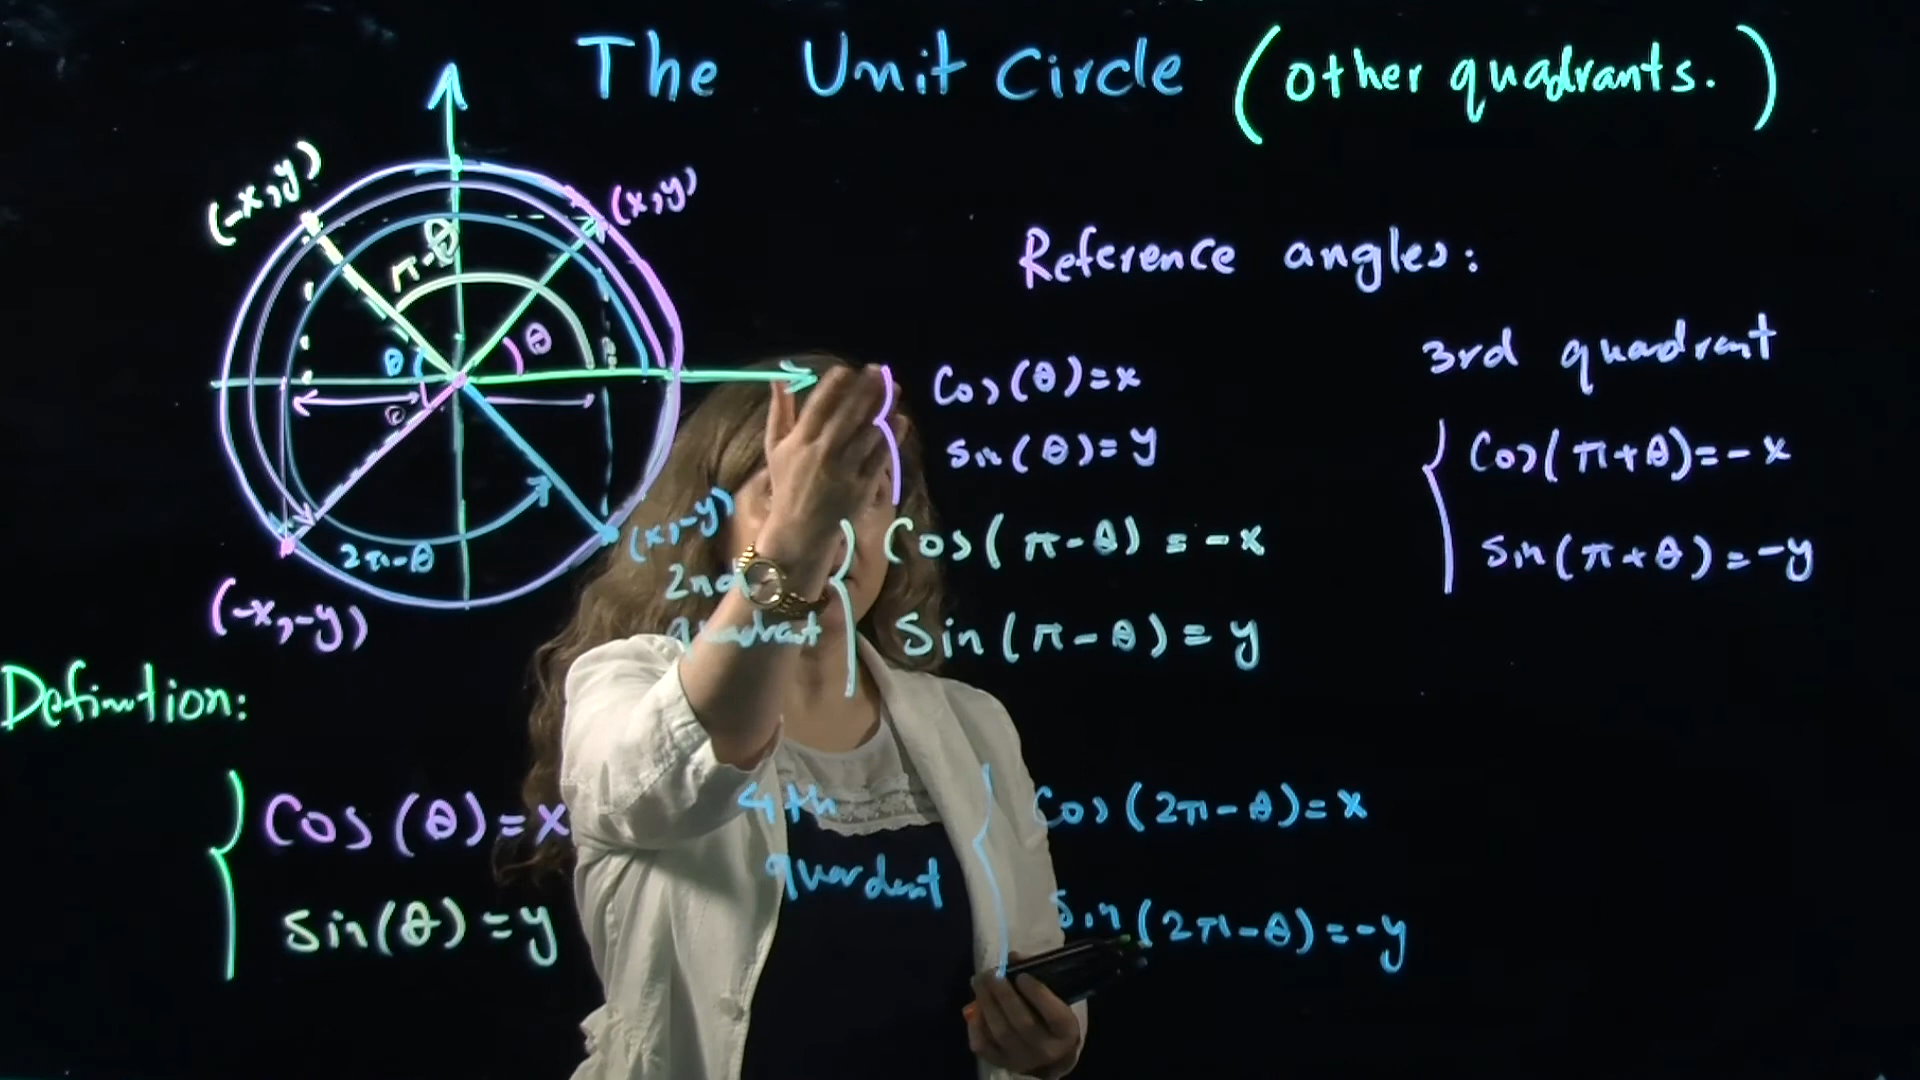 The Unit Circle (other quadrants.)
(-x,y)
(x,y)
π-θ
θ
θ
θ
2π-θ
(x,-y)
(-x,-y)
Reference angles:
Cos(θ)=x
sin(θ)=y
2nd
quadrant
Cos(π-θ)=-x
Sin(π-θ)=y
3rd quadrant
Cos(π+θ)=-x
Sin(π+θ)=-y
Definition:
Cos(θ)=x
Sin(θ)=y
4th
quadrant
Cos(2π-θ)=x
Sin(2π-θ)=-y